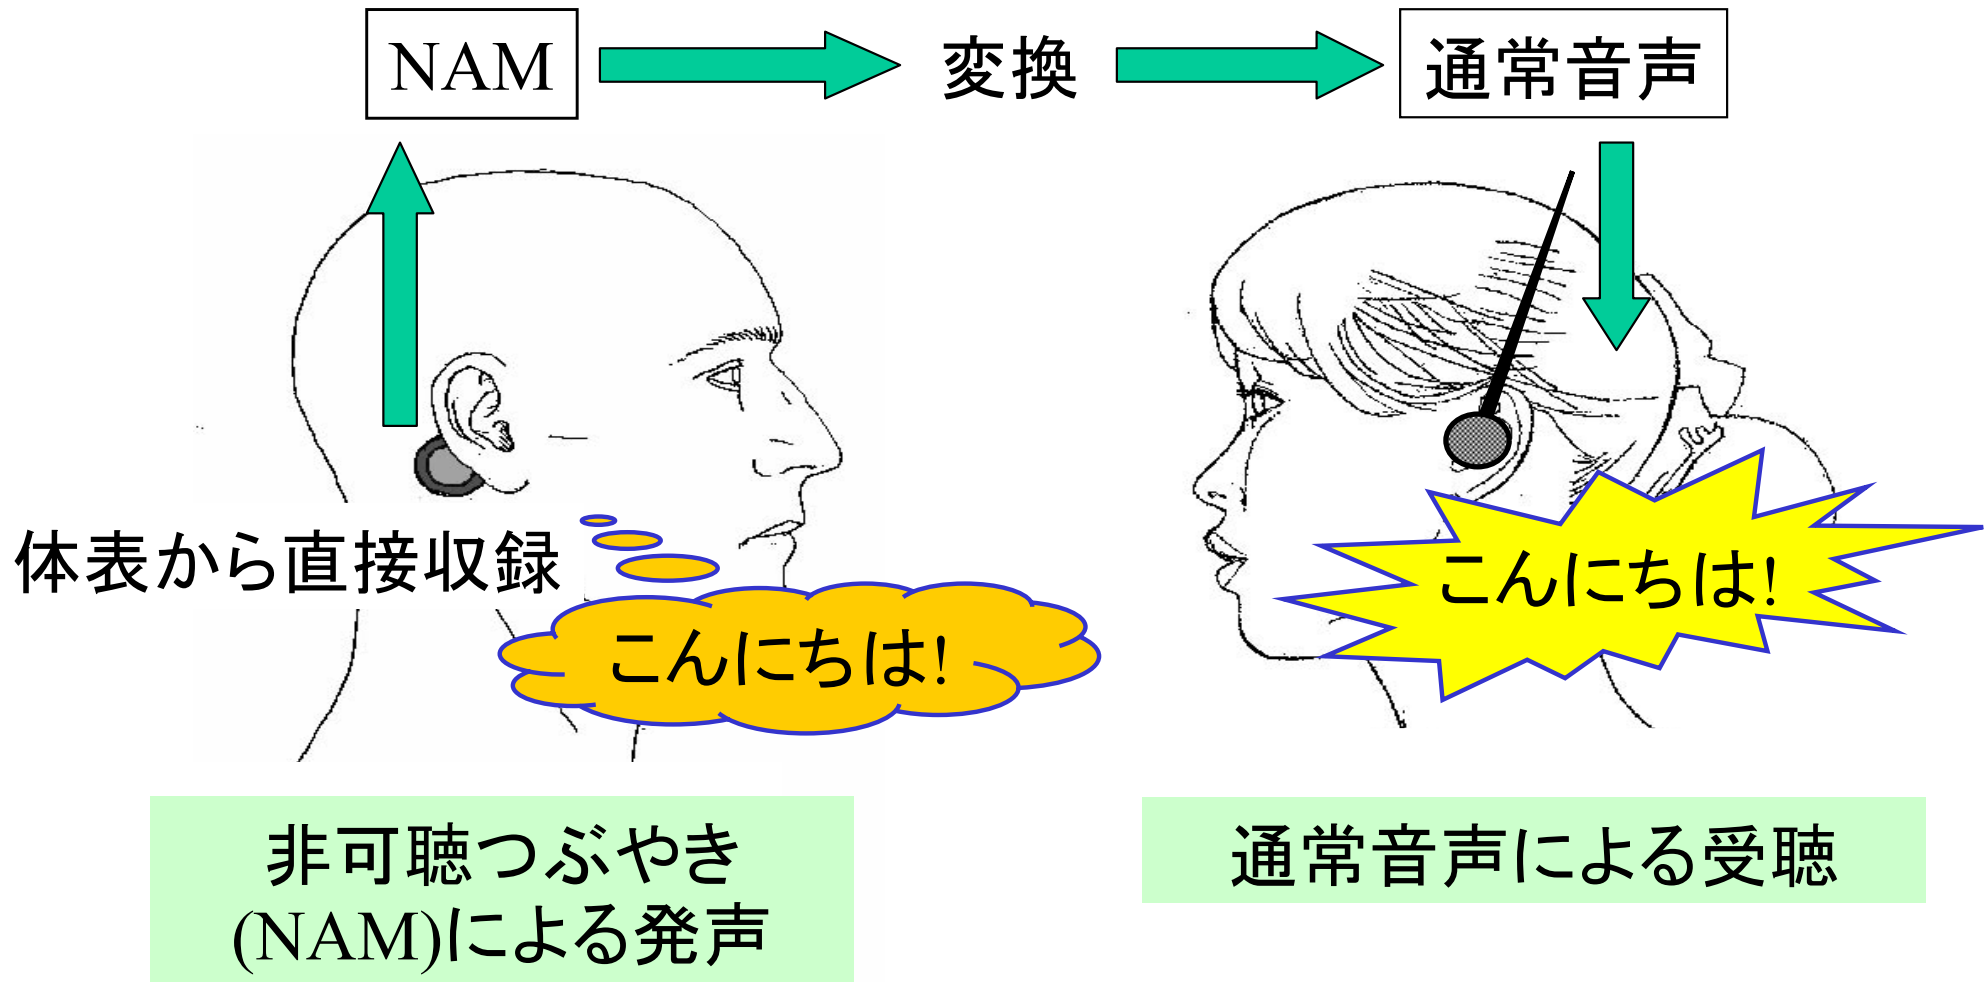 NAM
変換
通常音声
体表から直接収録
こんにちは!
こんにちは!
非可聴つぶやき
(NAM)による発声
通常音声による受聴